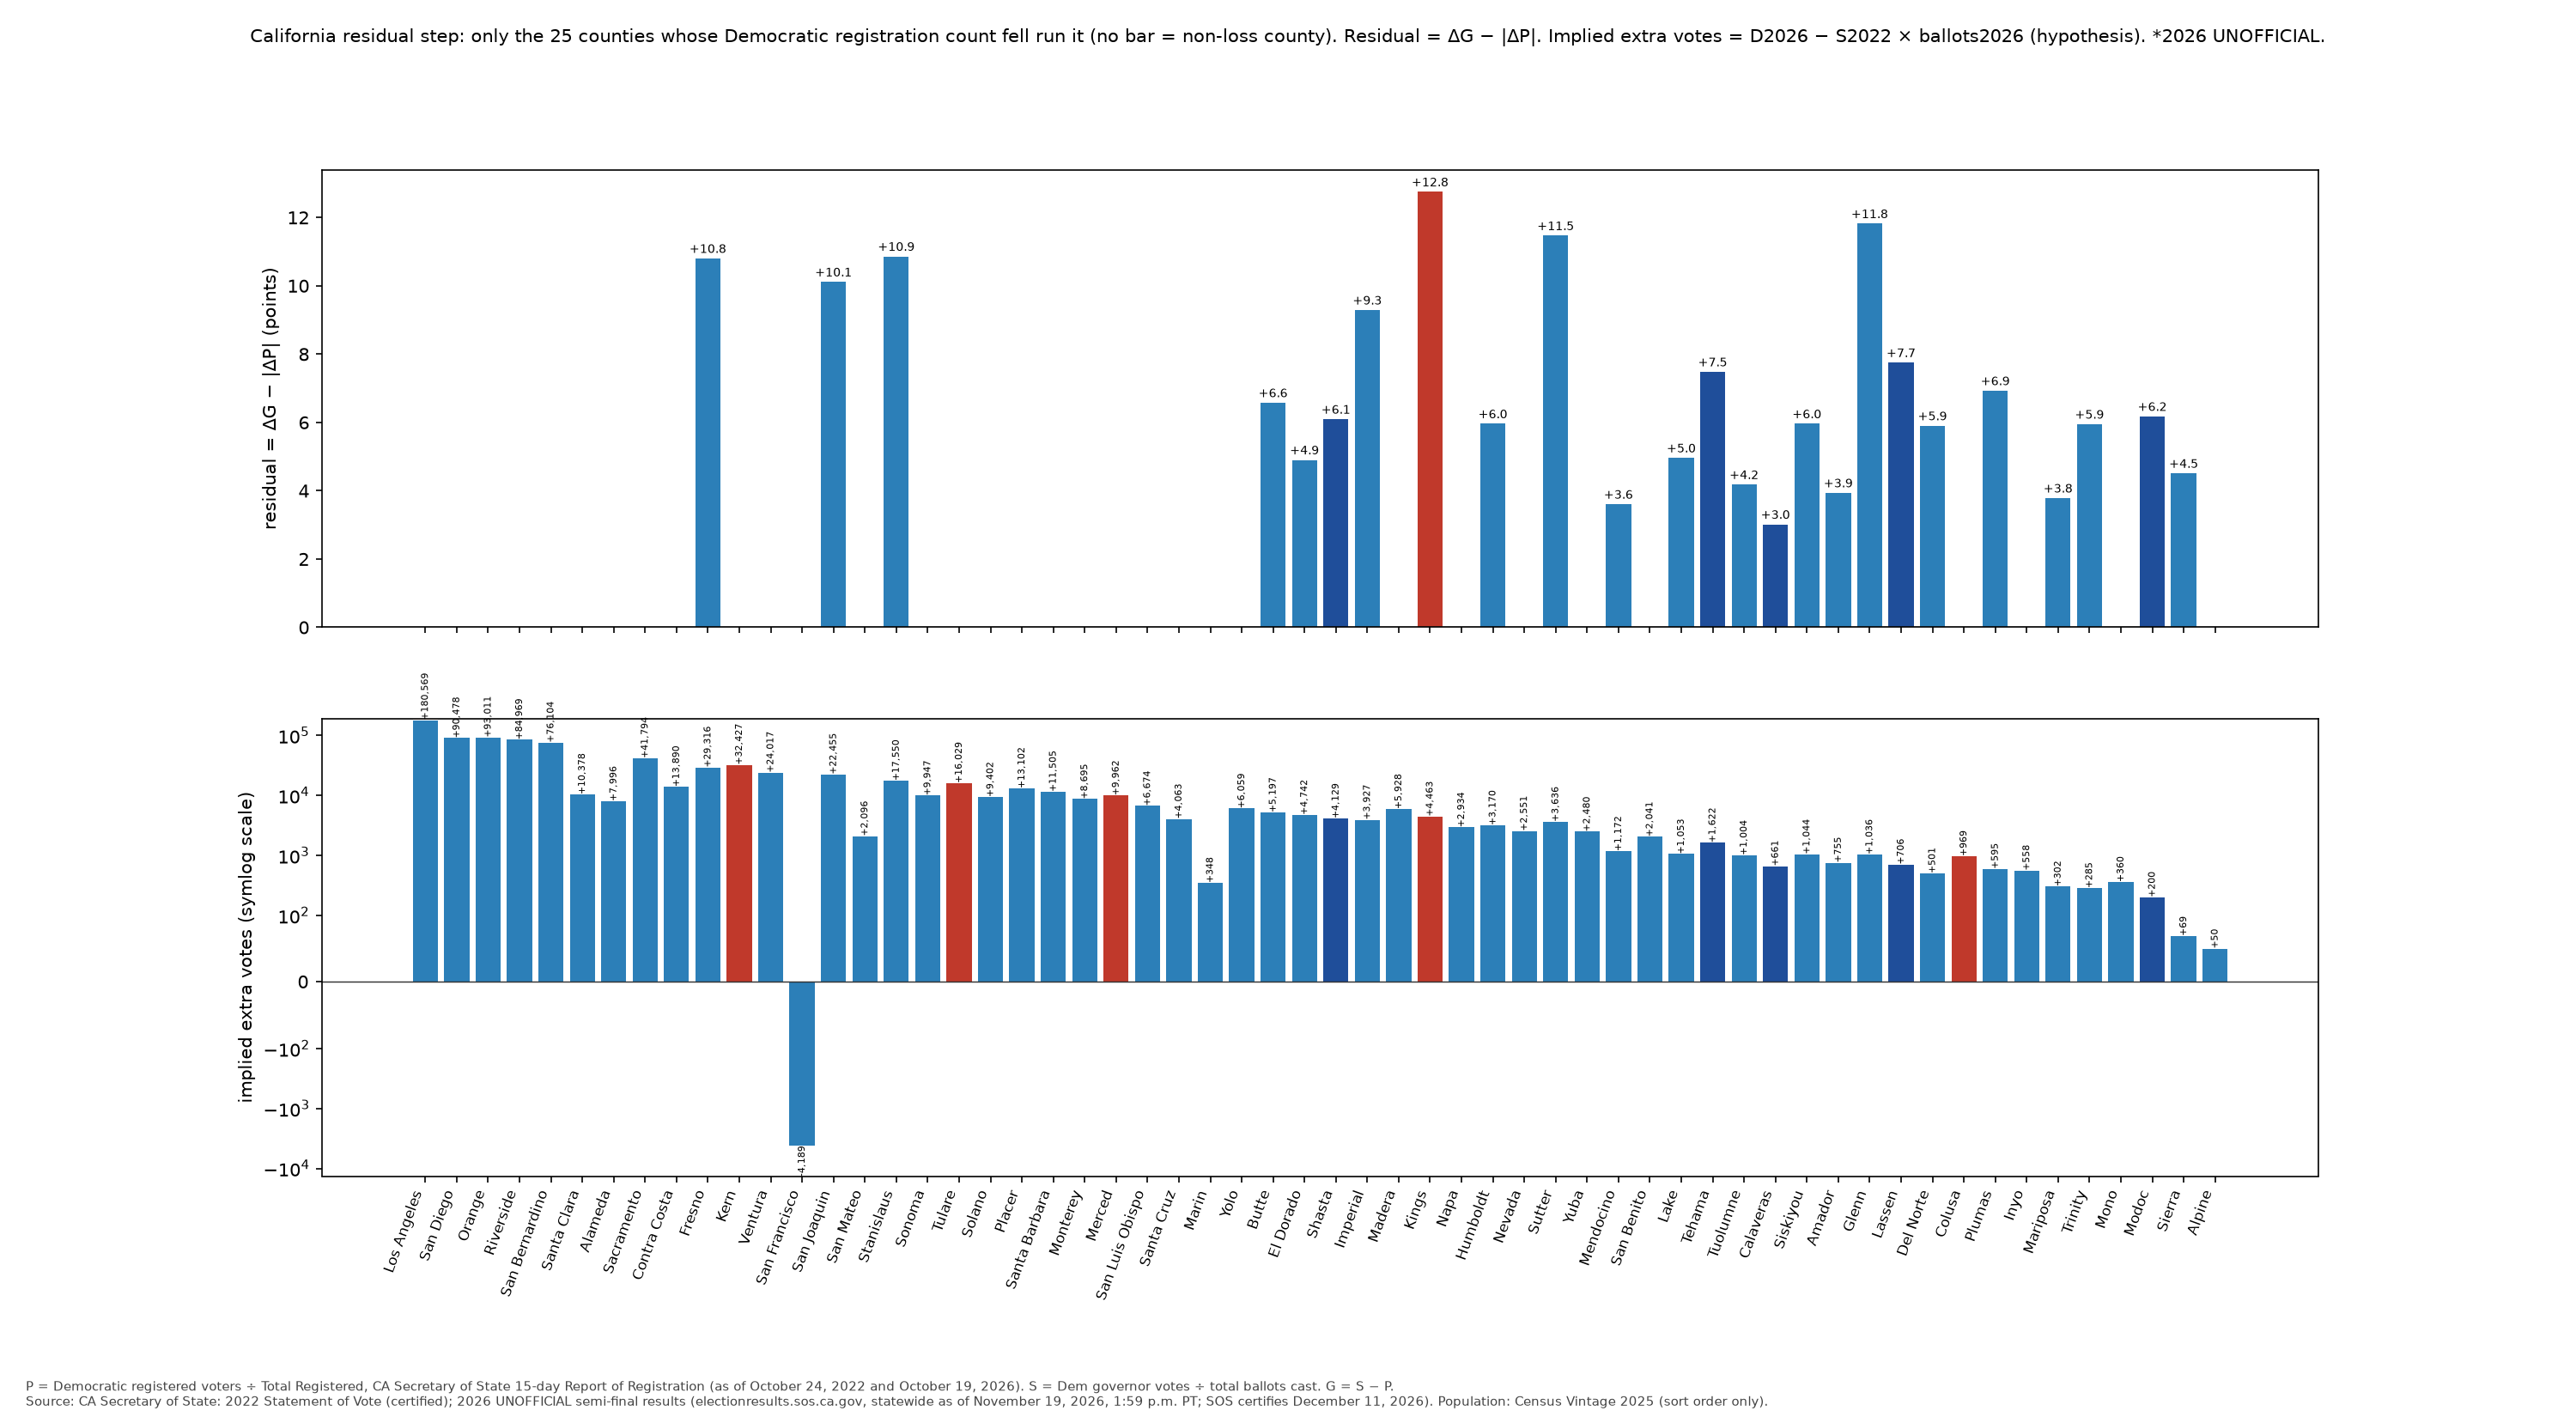 California residual step: only the 25 counties whose Democratic registration count fell run it (no bar = non-loss county). Residual = ΔG − |ΔP|. Implied extra votes = D2026 − S2022 × ballots2026 (hypothesis). *2026 UNOFFICIAL.
residual = ΔG − |ΔP| (points)
12
10
8
6
4
2
0
+10.8
+10.1
+10.9
+6.6
+4.9
+6.1
+9.3
+12.8
+6.0
+11.5
+3.6
+5.0
+7.5
+4.2
+3.0
+6.0
+3.9
+11.8
+7.7
+5.9
+6.9
+3.8
+5.9
+6.2
+4.5
implied extra votes (symlog scale)
10⁵
10⁴
10³
10²
0
−10²
−10³
−10⁴
+180,569
+90,478
+93,011
+84,969
+76,104
+10,378
+7,996
+41,794
+13,890
+29,316
+32,427
+24,017
−4,189
+22,455
+2,096
+17,550
+9,947
+16,029
+9,402
+13,102
+11,505
+8,695
+9,962
+6,674
+4,063
+348
+6,059
+5,197
+4,742
+4,129
+3,927
+5,928
+4,463
+2,934
+3,170
+2,551
+3,636
+2,480
+1,172
+2,041
+1,053
+1,622
+1,004
+661
+1,044
+755
+1,036
+706
+501
+969
+595
+558
+302
+285
+360
+200
+69
+50
Los Angeles
San Diego
Orange
Riverside
San Bernardino
Santa Clara
Alameda
Sacramento
Contra Costa
Fresno
Kern
Ventura
San Francisco
San Joaquin
San Mateo
Stanislaus
Sonoma
Tulare
Solano
Placer
Santa Barbara
Monterey
Merced
San Luis Obispo
Santa Cruz
Marin
Yolo
Butte
El Dorado
Shasta
Imperial
Madera
Kings
Napa
Humboldt
Nevada
Sutter
Yuba
Mendocino
San Benito
Lake
Tehama
Tuolumne
Calaveras
Siskiyou
Amador
Glenn
Lassen
Del Norte
Colusa
Plumas
Inyo
Mariposa
Trinity
Mono
Modoc
Sierra
Alpine
P = Democratic registered voters ÷ Total Registered, CA Secretary of State 15-day Report of Registration (as of October 24, 2022 and October 19, 2026). S = Dem governor votes ÷ total ballots cast. G = S − P.
Source: CA Secretary of State: 2022 Statement of Vote (certified); 2026 UNOFFICIAL semi-final results (electionresults.sos.ca.gov, statewide as of November 19, 2026, 1:59 p.m. PT; SOS certifies December 11, 2026). Population: Census Vintage 2025 (sort order only).